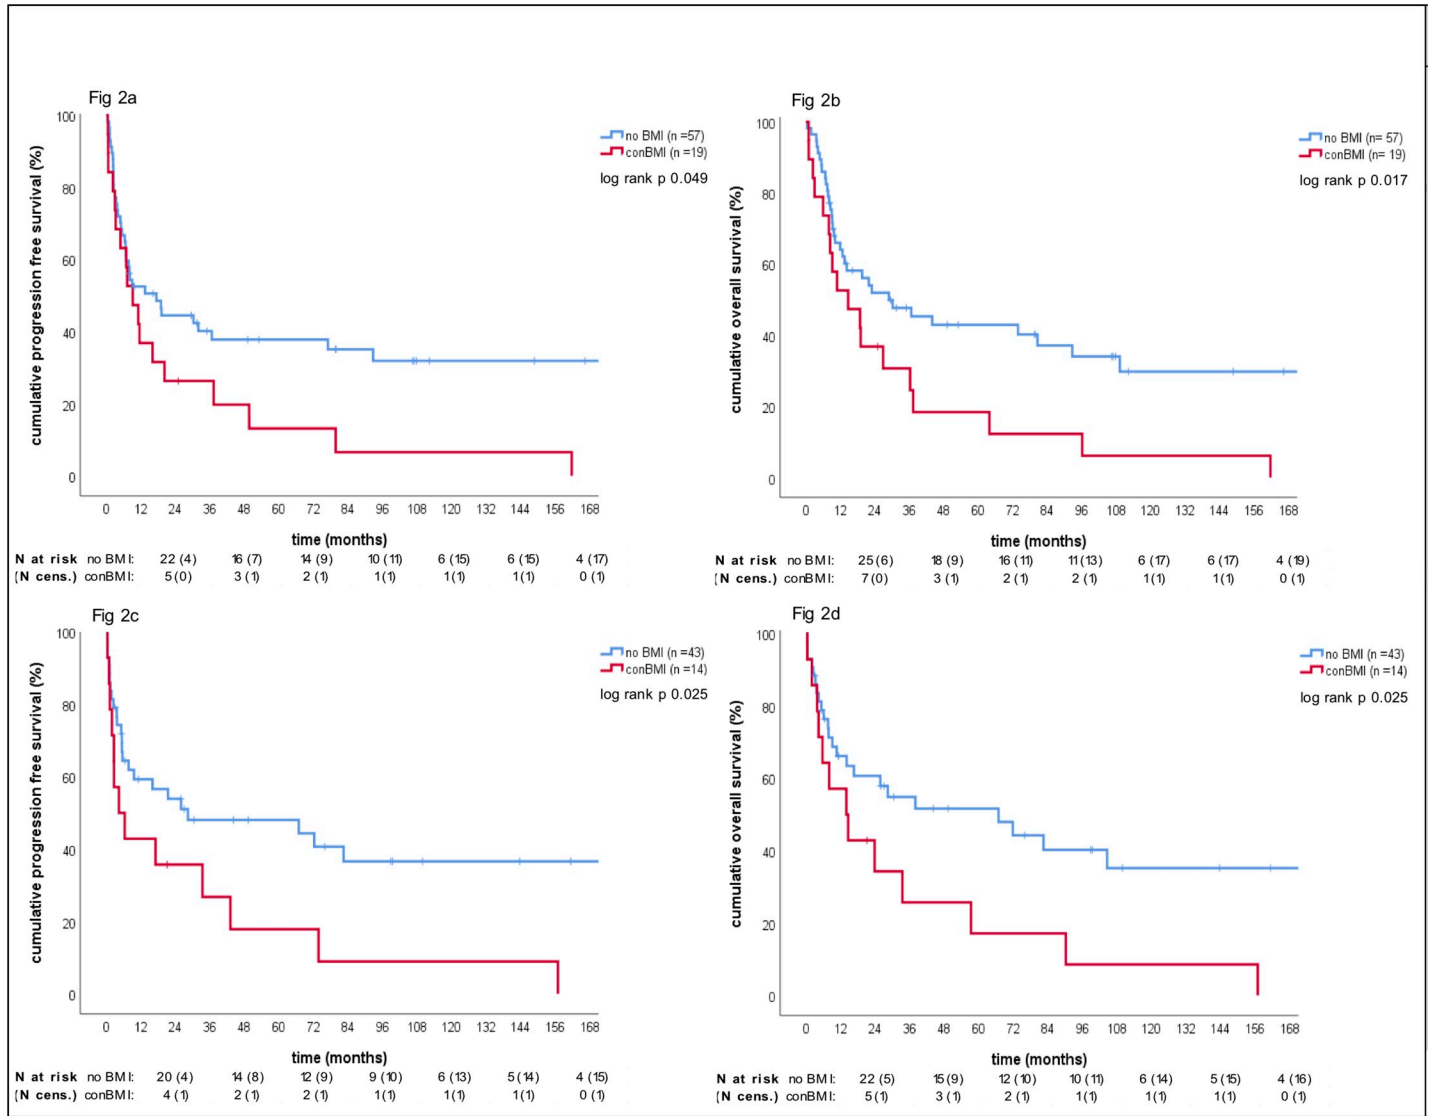 Fig 2a
cumulative progression free survival (%)
100
80
60
40
20
0
no BMI (n =57)
conBMI (n =19)
log rank p 0.049
0 12 24 36 48 60 72 84 96 108 120 132 144 156 168
time (months)
N at risk no BMI: 22 (4) 16 (7) 14 (9) 10 (11) 6 (15) 6 (15) 4 (17)
(N cens.) conBMI: 5 (0) 3 (1) 2 (1) 1 (1) 1 (1) 1 (1) 0 (1)
Fig 2b
cumulative overall survival (%)
100
80
60
40
20
0
no BMI (n= 57)
conBMI (n= 19)
log rank p 0.017
0 12 24 36 48 60 72 84 96 108 120 132 144 156 168
time (months)
N at risk no BMI: 25 (6) 18 (9) 16 (11) 11 (13) 6 (17) 6 (17) 4 (19)
(N cens.) conBMI: 7 (0) 3 (1) 2 (1) 2 (1) 1 (1) 1 (1) 0 (1)
Fig 2c
cumulative progression free survival (%)
100
80
60
40
20
0
no BMI (n =43)
conBMI (n =14)
log rank p 0.025
0 12 24 36 48 60 72 84 96 108 120 132 144 156 168
time (months)
N at risk no BMI: 20 (4) 14 (8) 12 (9) 9 (10) 6 (13) 5 (14) 4 (15)
(N cens.) conBMI: 4 (1) 2 (1) 2 (1) 1 (1) 1 (1) 1 (1) 0 (1)
Fig 2d
cumulative overall survival (%)
100
80
60
40
20
0
no BMI (n =43)
conBMI (n =14)
log rank p 0.025
0 12 24 36 48 60 72 84 96 108 120 132 144 156 168
time (months)
N at risk no BMI: 22 (5) 15 (9) 12 (10) 10 (11) 6 (14) 5 (15) 4 (16)
(N cens.) conBMI: 5 (1) 3 (1) 2 (1) 1 (1) 1 (1) 1 (1) 0 (1)